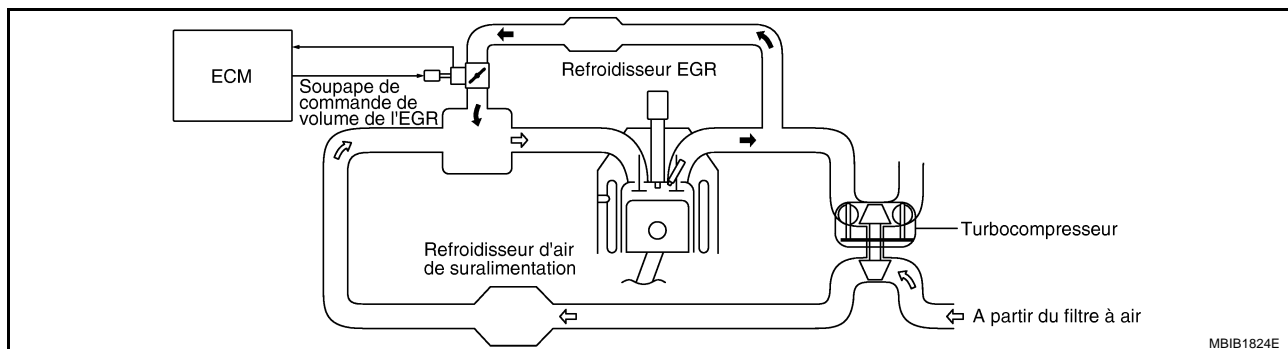 ECM
Soupape de
commande de
volume de l'EGR
Refroidisseur EGR
Refroidisseur d'air
de suralimentation
Turbocompresseur
A partir du filtre à air
MBIB1824E